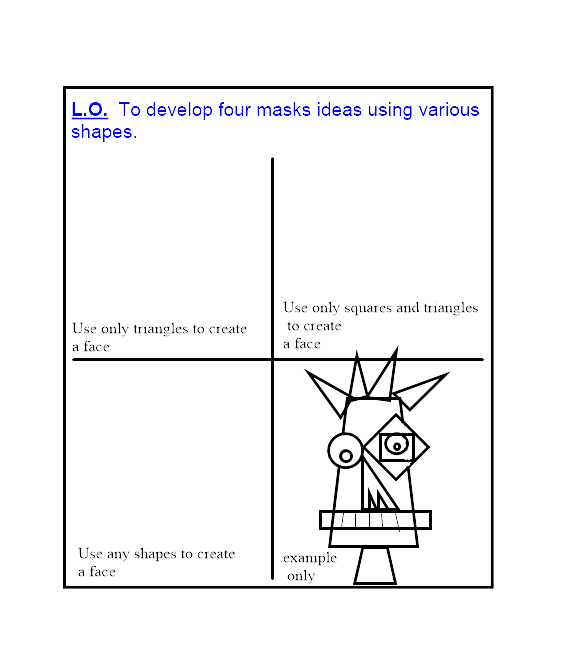 L.O. To develop four masks ideas using various
shapes.
Use only triangles to create
a face
Use only squares and triangles
to create
a face
Use any shapes to create
a face
example
only